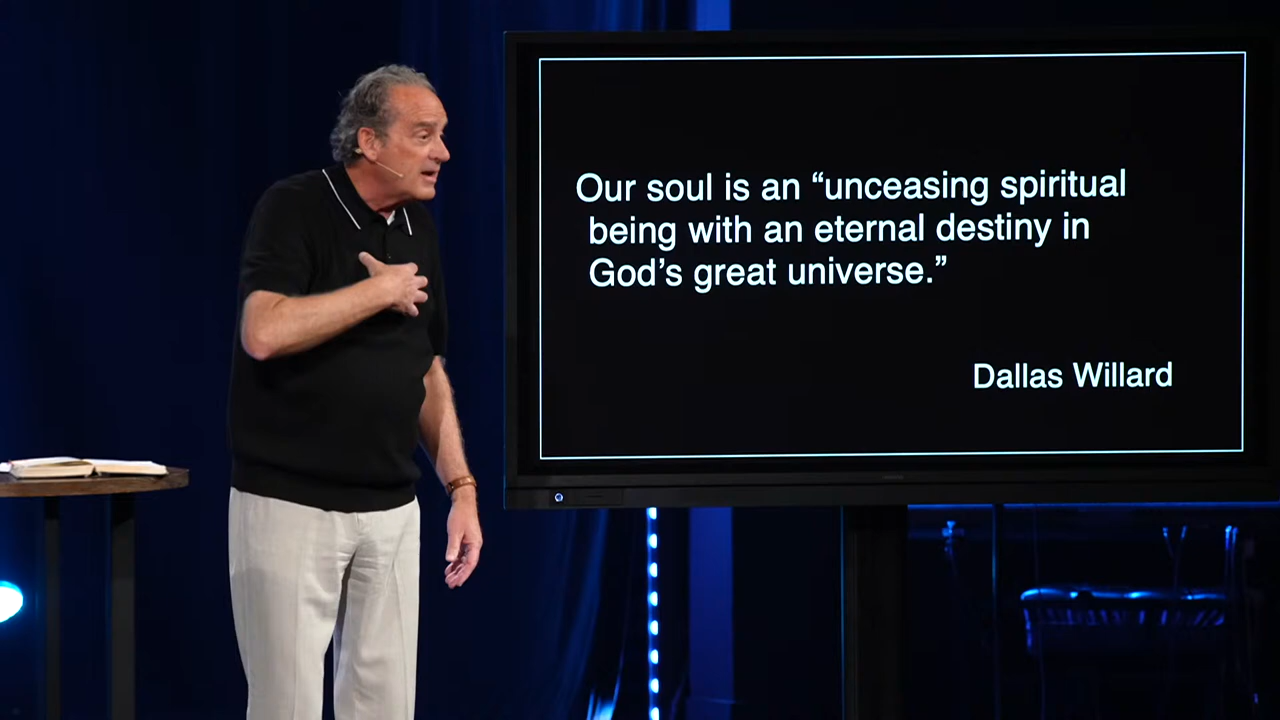 Our soul is an “unceasing spiritual
being with an eternal destiny in
God’s great universe.”
Dallas Willard